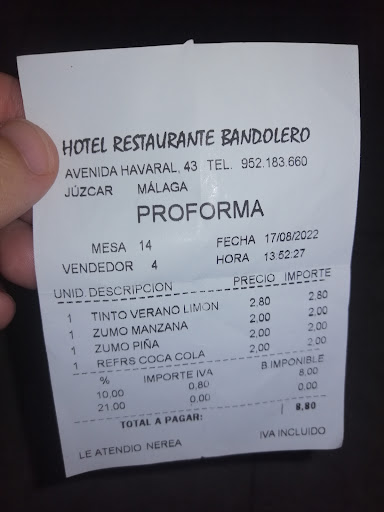 HOTEL RESTAURANTE BANDOLERO
AVENIDA HAVARAL, 43 TEL. 952.183.660
JÚZCAR MÁLAGA
PROFORMA
MESA 14 FECHA 17/08/2022
VENDEDOR 4 HORA 13:52:27
UNID. DESCRIPCION PRECIO IMPORTE
1 TINTO VERANO LIMON 2,80 2,80
1 ZUMO MANZANA 2,00 2,00
1 ZUMO PIÑA 2,00 2,00
1 REFRS COCA COLA 2,00 2,00
% IMPORTE IVA B IMPONIBLE
10.00 0,80 8,00
21.00 0.00 0,00
TOTAL A PAGAR: 8,80
LE ATENDIO NEREA IVA INCLUIDO